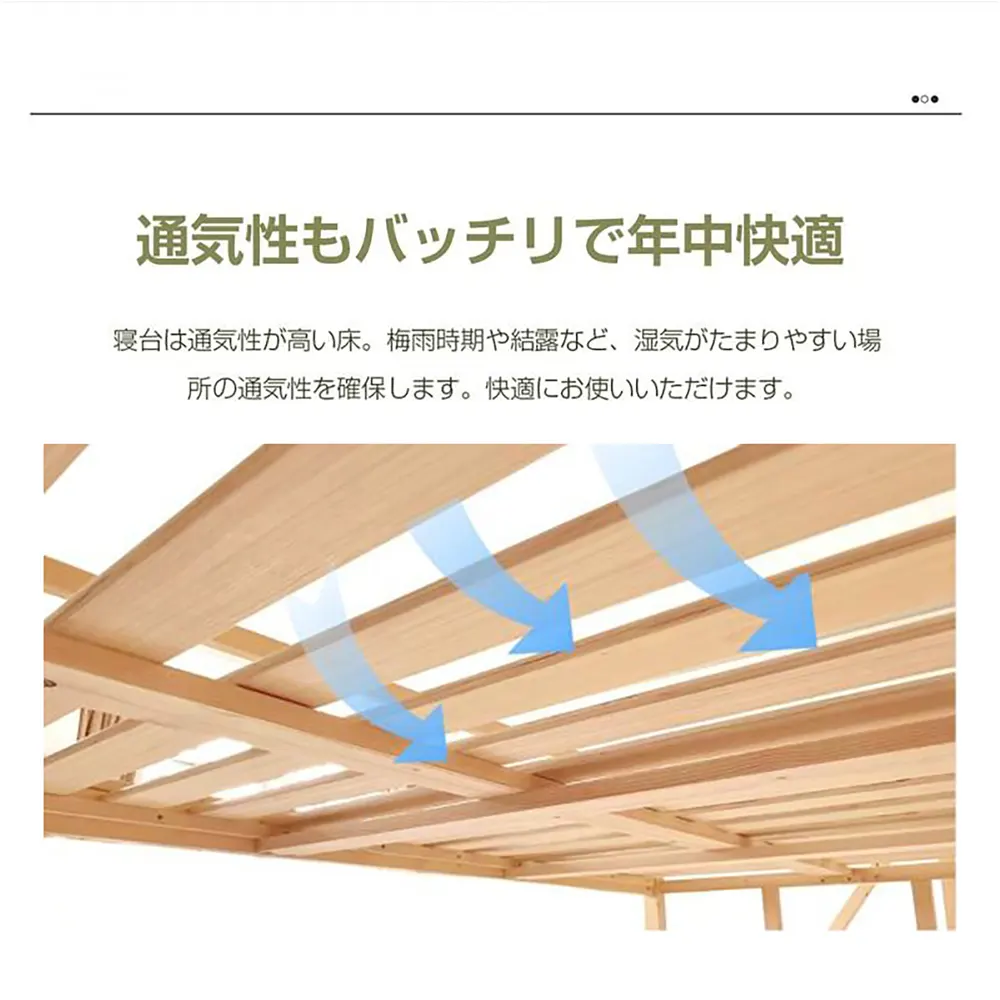 通気性もバッチリで年中快適
寝台は通気性が高い床。梅雨時期や結露など、湿気がたまりやすい場
所の通気性を確保します。快適にお使いいただけます。